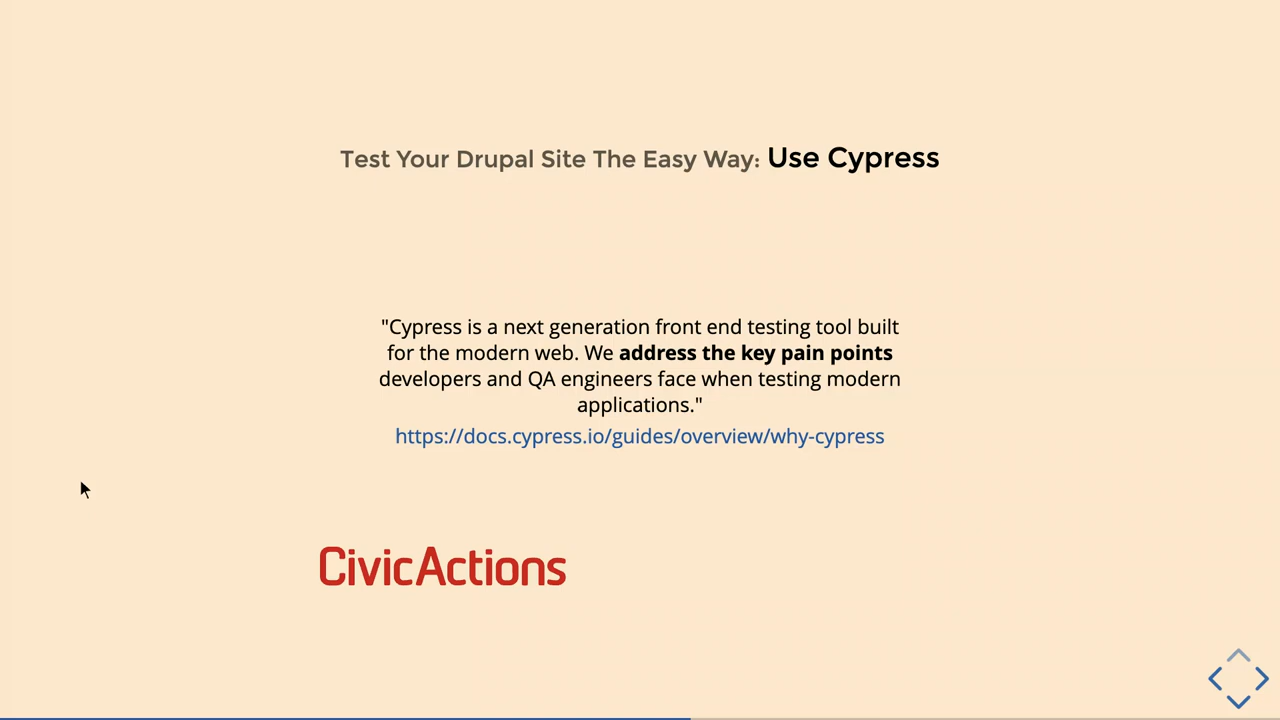 Test Your Drupal Site The Easy Way: Use Cypress
"Cypress is a next generation front end testing tool built
for the modern web. We address the key pain points
developers and QA engineers face when testing modern
applications."
https://docs.cypress.io/guides/overview/why-cypress
CivicActions